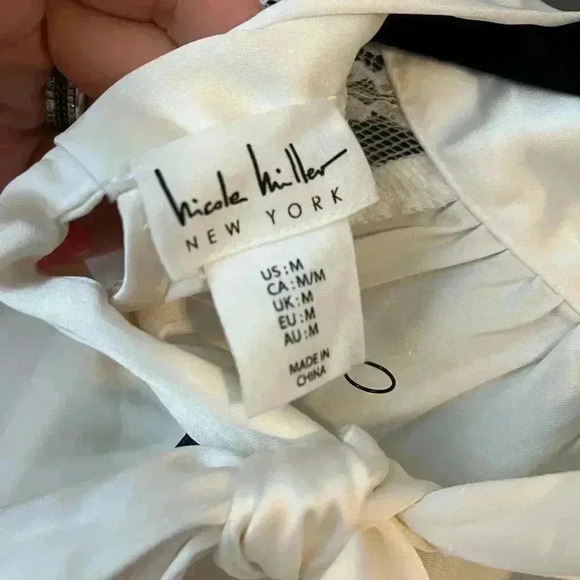 Nicole Miller
NEW YORK
US:M
CA:M/M
UK:M
EU:M
AU:M
MADE IN
CHINA